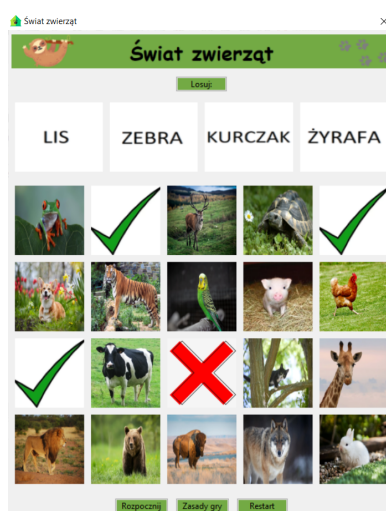 Świat zwierząt
Świat zwierząt
Losuj:
LIS ZEBRA KURCZAK ŻYRAFA
Rozpocznij Zasady gry Restart